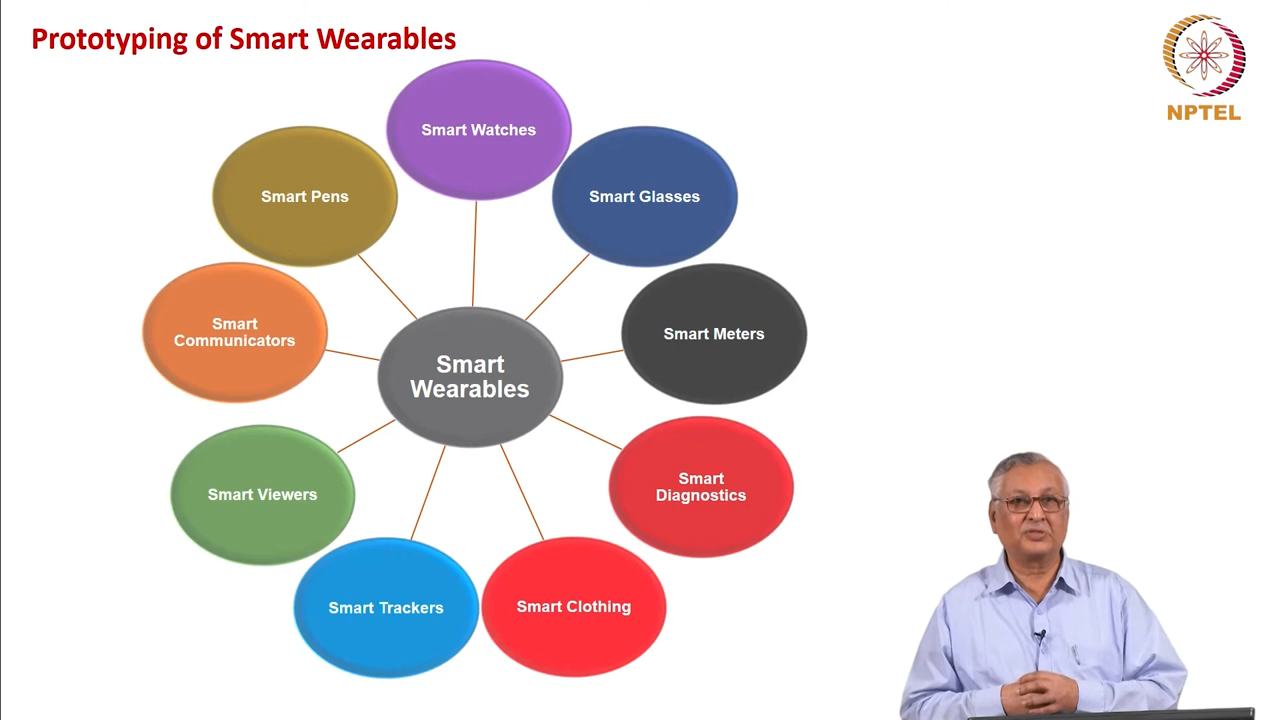 Prototyping of Smart Wearables
NPTEL
Smart Watches
Smart Pens
Smart Glasses
Smart
Communicators
Smart Meters
Smart
Wearables
Smart Viewers
Smart
Diagnostics
Smart Trackers
Smart Clothing